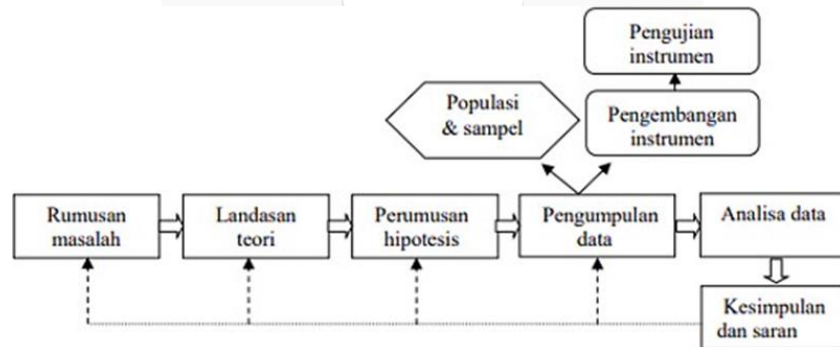 Pengujian
instrumen
Populasi
& sampel
Pengembangan
instrumen
Rumusan
masalah
Landasan
teori
Perumusan
hipotesis
Pengumpulan
data
Analisa data
Kesimpulan
dan saran